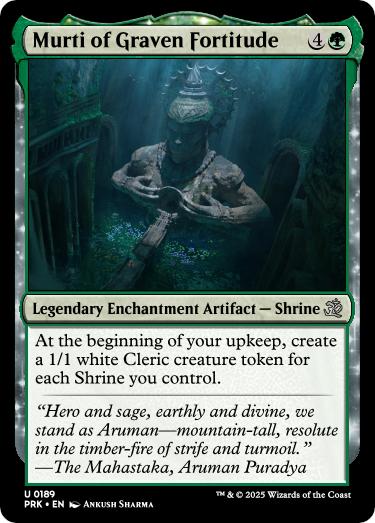 Murti of Graven Fortitude 4
Legendary Enchantment Artifact — Shrine
At the beginning of your upkeep, create
a 1/1 white Cleric creature token for
each Shrine you control.
“Hero and sage, earthly and divine, we
stand as Aruman—mountain-tall, resolute
in the timber-fire of strife and turmoil.”
—The Mahastaka, Aruman Puradya
U 0189
PRK • EN Ankush Sharma
™ & © 2025 Wizards of the Coast